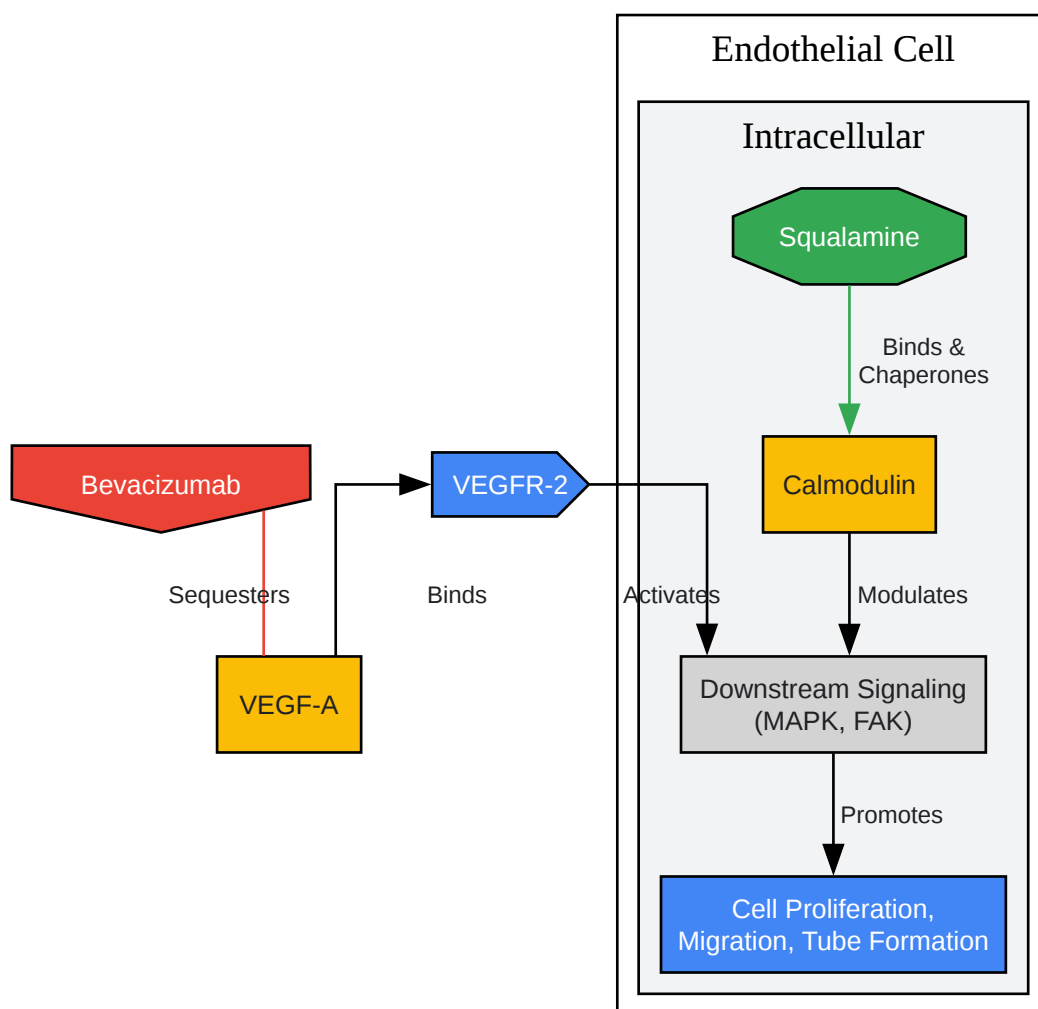 Endothelial Cell
Intracellular
Squalamine
Binds &
Chaperones
Bevacizumab
VEGFR-2
Calmodulin
Sequesters
Binds
Activates
Modulates
VEGF-A
Downstream Signaling
(MAPK, FAK)
Promotes
Cell Proliferation,
Migration, Tube Formation